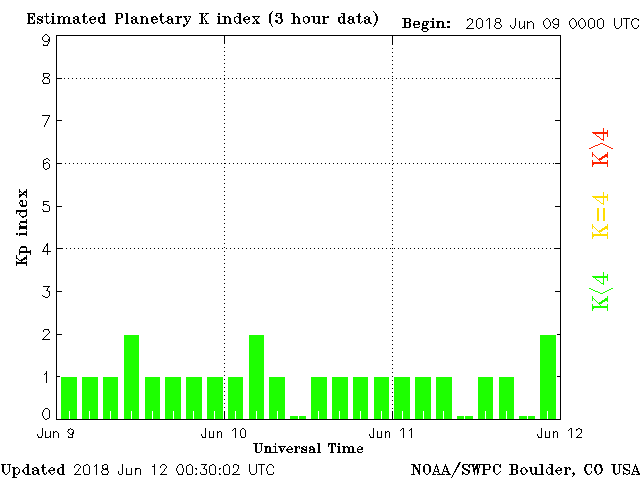 Estimated Planetary K index (3 hour data) Begin: 2018 Jun 09 0000 UTC
9
8
7
6
5
4
3
2
1
0
Kp index
K>4
K=4
K<4
Jun 9 Jun 10 Jun 11 Jun 12
Universal Time
Updated 2018 Jun 12 00:30:02 UTC NOAA/SWPC Boulder, CO USA